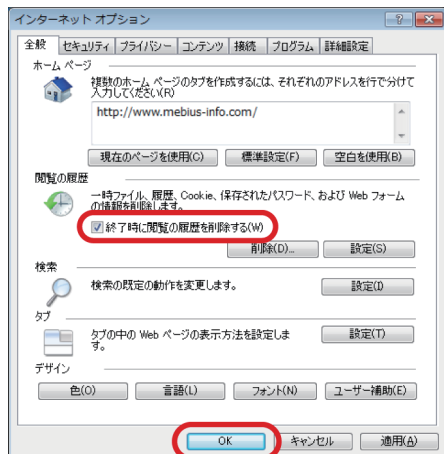 インターネット オプション
全般 セキュリティ プライバシー コンテンツ 接続 プログラム 詳細設定
ホーム ページ
複数のホーム ページのタブを作成するには、それぞれのアドレスを行で分けて
入力してください(R)
http://www.mebius-info.com/
現在のページを使用(C) 標準設定(F) 空白を使用(B)
閲覧の履歴
一時ファイル、履歴、Cookie、保存されたパスワード、および Web フォーム
の情報を削除します。
終了時に閲覧の履歴を削除する(W)
削除(D)... 設定(S)
検索
検索の既定の動作を変更します。 設定(I)
タブ
タブの中の Web ページの表示方法を設定しま
す。
設定(T)
デザイン
色(O) 言語(L) フォント(N) ユーザー補助(E)
OK キャンセル 適用(A)